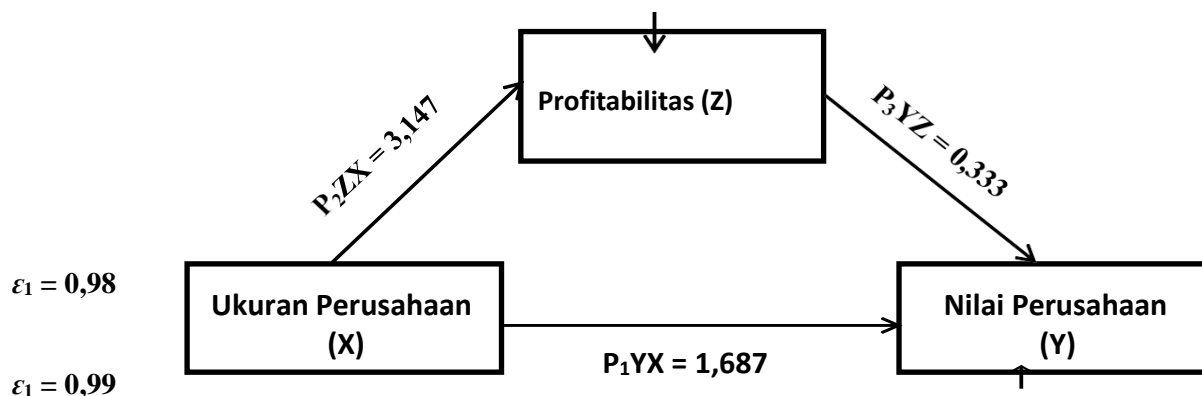 Profitabilitas (Z)
P₂ZX = 3,147
P₃YZ = 0,333
ε₁ = 0,98
Ukuran Perusahaan
(X)
Nilai Perusahaan
(Y)
P₁YX = 1,687
ε₁ = 0,99